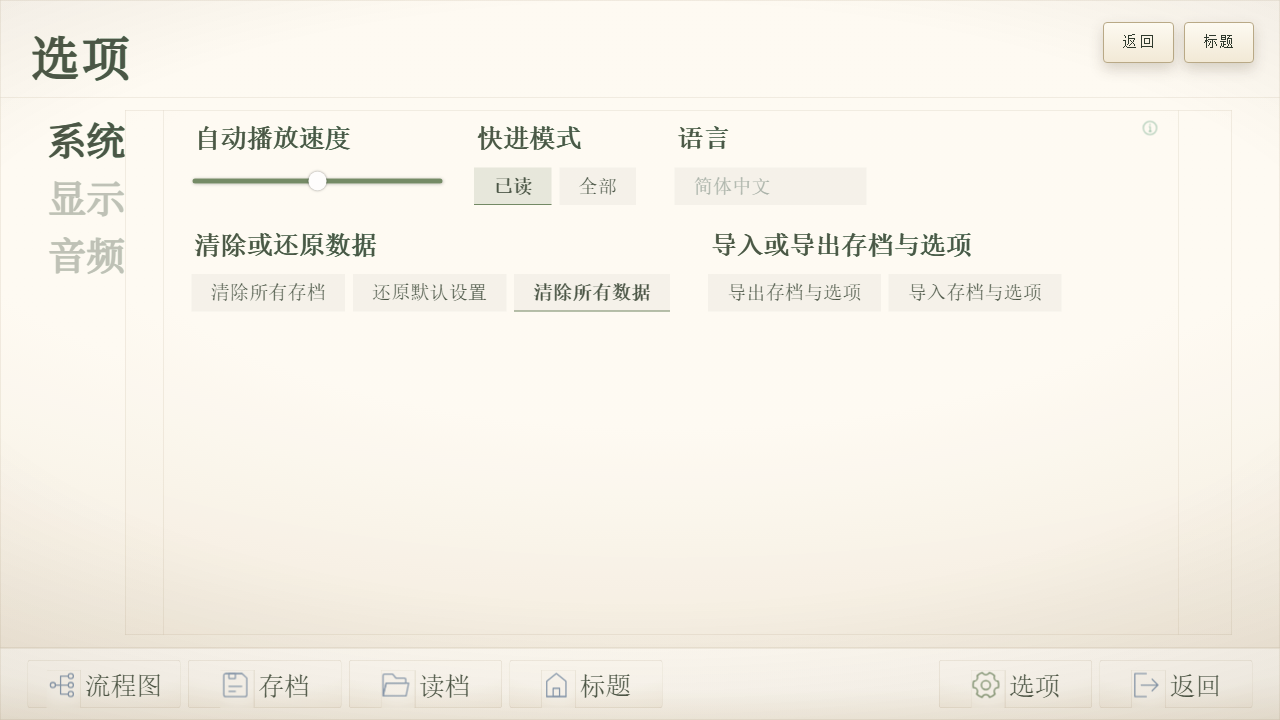 选项
返回
标题
系统
显示
音频
自动播放速度
快进模式
语言
已读
全部
简体中文
清除或还原数据
导入或导出存档与选项
清除所有存档
还原默认设置
清除所有数据
导出存档与选项
导入存档与选项
流程图
存档
读档
标题
选项
返回